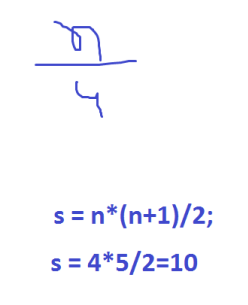 n
4
s = n*(n+1)/2;
s = 4*5/2=10